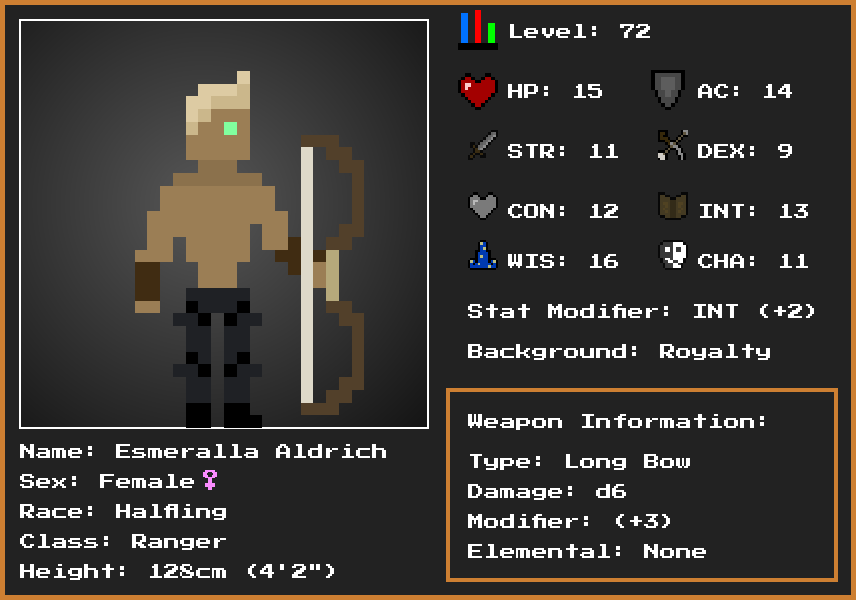 Level: 72
HP: 15
AC: 14
STR: 11
DEX: 9
CON: 12
INT: 13
WIS: 16
CHA: 11
Stat Modifier: INT (+2)
Background: Royalty
Weapon Information:
Type: Long Bow
Damage: d6
Modifier: (+3)
Elemental: None
Name: Esmeralla Aldrich
Sex: Female♀
Race: Halfling
Class: Ranger
Height: 128cm (4'2")